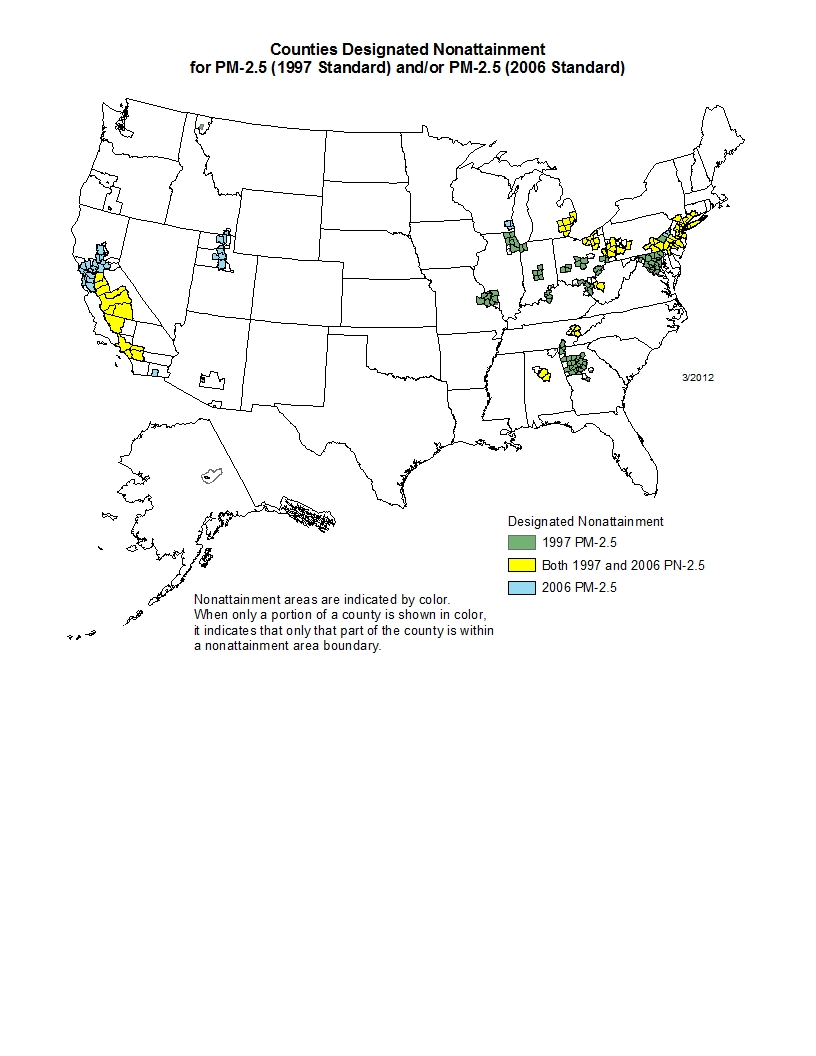 Counties Designated Nonattainment
for PM-2.5 (1997 Standard) and/or PM-2.5 (2006 Standard)
3/2012
Designated Nonattainment
1997 PM-2.5
Both 1997 and 2006 PN-2.5
2006 PM-2.5
Nonattainment areas are indicated by color.
When only a portion of a county is shown in color,
it indicates that only that part of the county is within
a nonattainment area boundary.